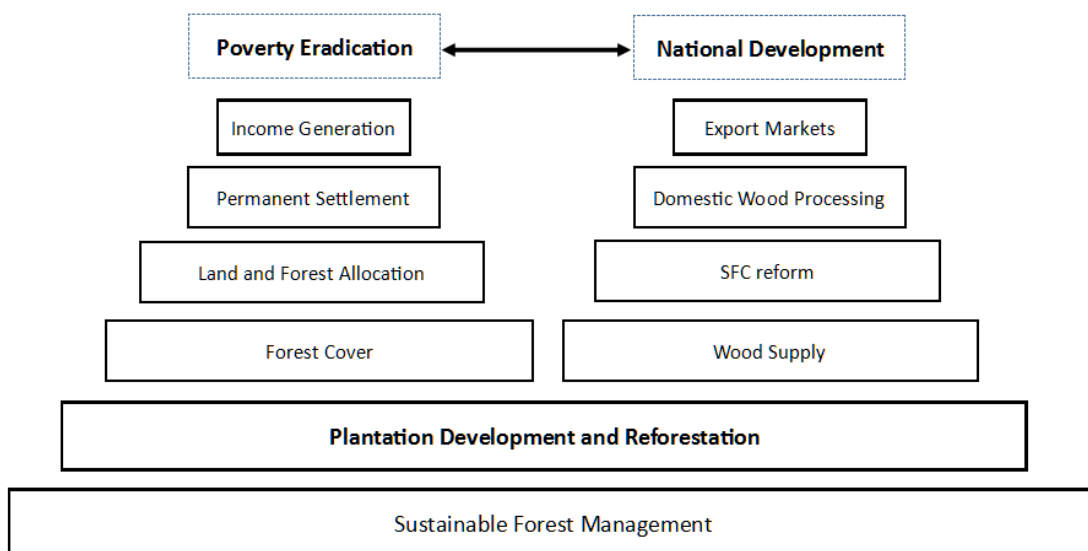 Poverty Eradication
National Development
Income Generation
Export Markets
Permanent Settlement
Domestic Wood Processing
Land and Forest Allocation
SFC reform
Forest Cover
Wood Supply
Plantation Development and Reforestation
Sustainable Forest Management